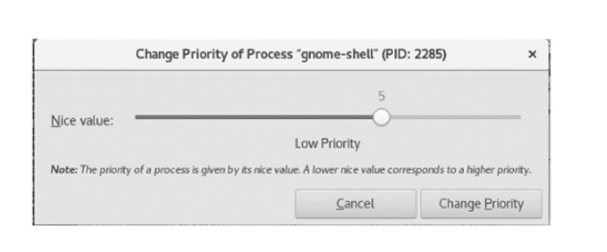 Change Priority of Process "gnome-shell" (PID: 2285) ×
5
Nice value:
Low Priority
Note: The priority of a process is given by its nice value. A lower nice value corresponds to a higher priority.
Cancel Change Priority